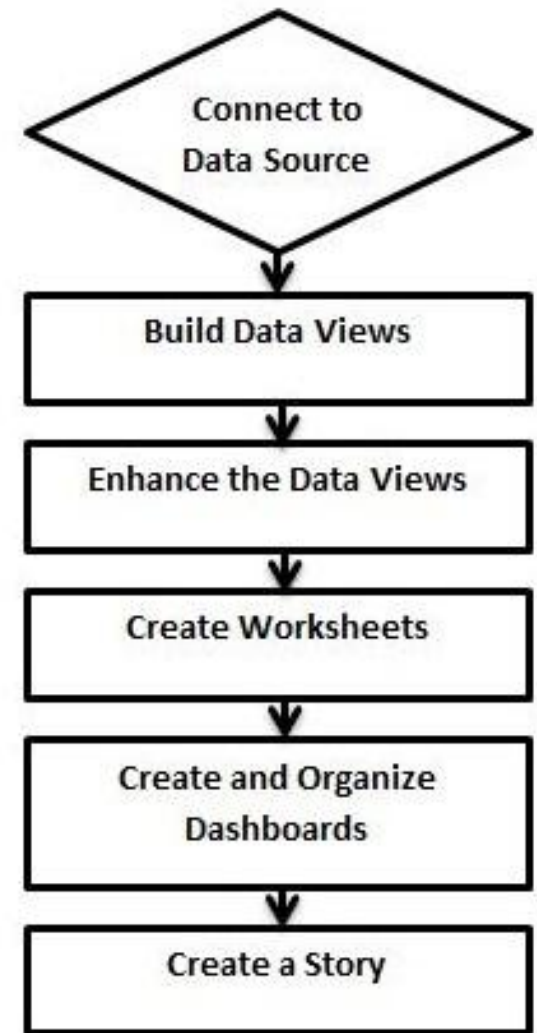 Connect to
Data Source
Build Data Views
Enhance the Data Views
Create Worksheets
Create and Organize
Dashboards
Create a Story